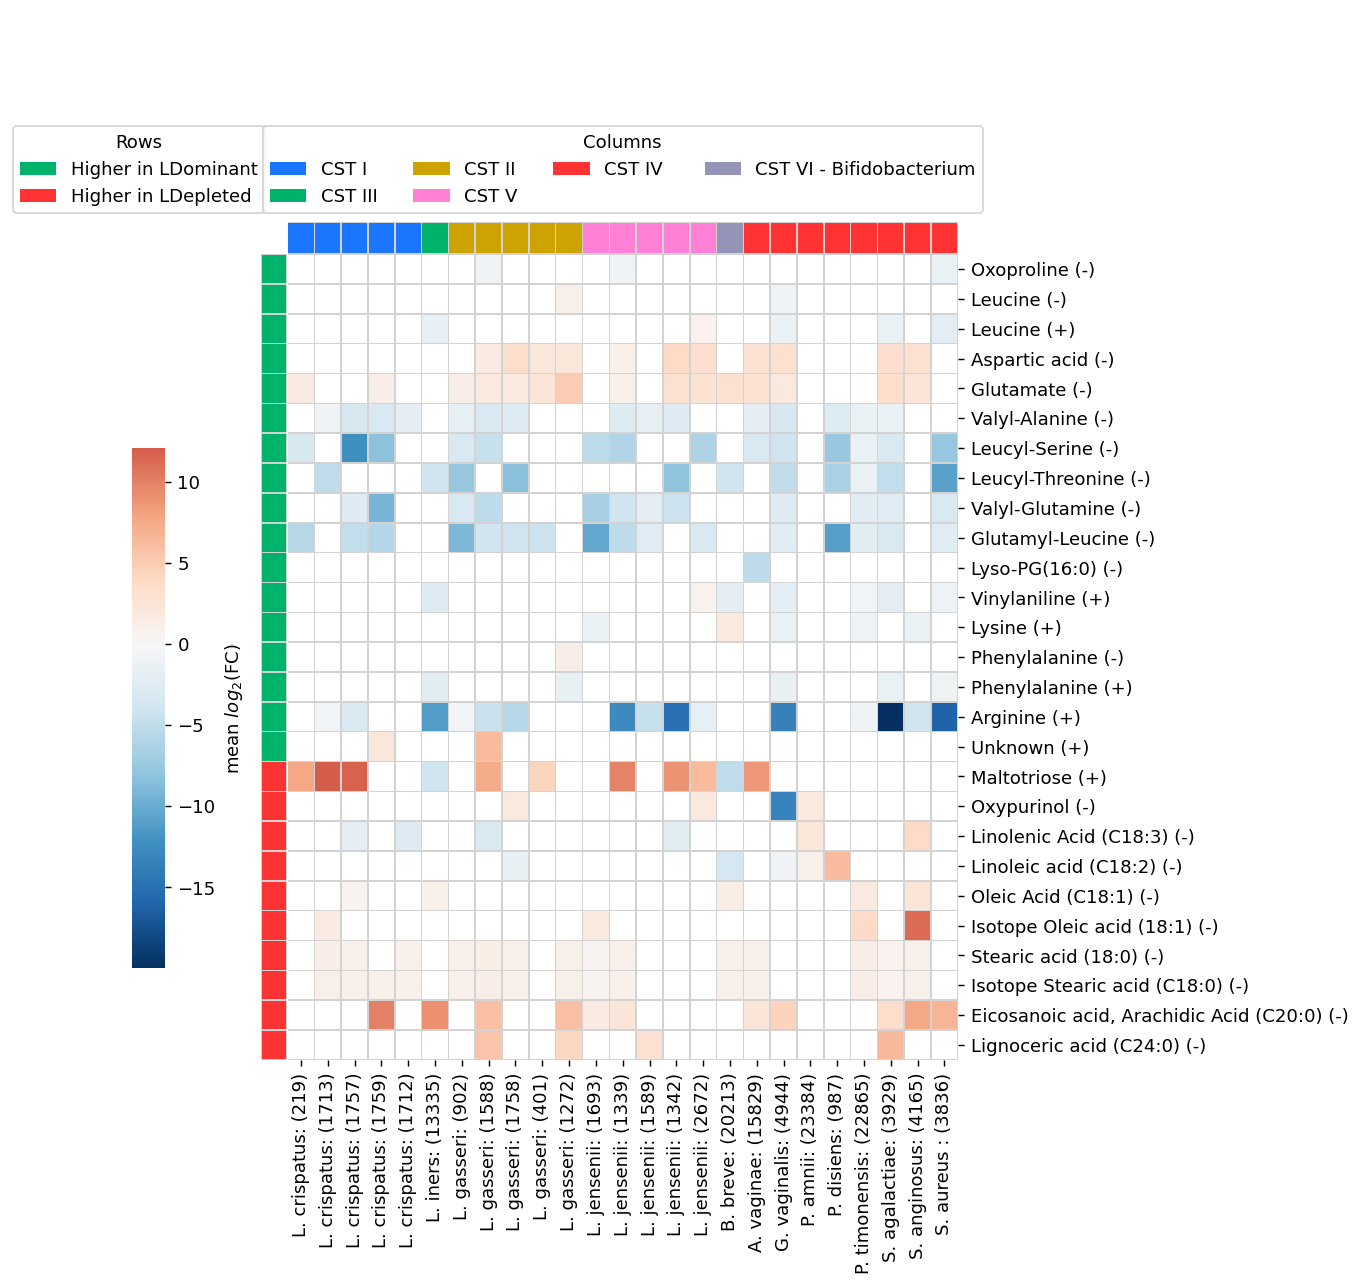 Rows
Higher in LDominant
Higher in LDepleted
Columns
CST I
CST III
CST II
CST V
CST IV
CST VI - Bifidobacterium
Oxoproline (-)
Leucine (-)
Leucine (+)
Aspartic acid (-)
Glutamate (-)
Valyl-Alanine (-)
Leucyl-Serine (-)
Leucyl-Threonine (-)
Valyl-Glutamine (-)
Glutamyl-Leucine (-)
Lyso-PG(16:0) (-)
Vinylaniline (+)
Lysine (+)
Phenylalanine (-)
Phenylalanine (+)
Arginine (+)
Unknown (+)
Maltotriose (+)
Oxypurinol (-)
Linolenic Acid (C18:3) (-)
Linoleic acid (C18:2) (-)
Oleic Acid (C18:1) (-)
Isotope Oleic acid (18:1) (-)
Stearic acid (18:0) (-)
Isotope Stearic acid (C18:0) (-)
Eicosanoic acid, Arachidic Acid (C20:0) (-)
Lignoceric acid (C24:0) (-)
10
5
0
−5
−10
−15
mean log₂(FC)
L. crispatus: (219)
L. crispatus: (1713)
L. crispatus: (1757)
L. crispatus: (1759)
L. crispatus: (1712)
L. iners: (13335)
L. gasseri: (902)
L. gasseri: (1588)
L. gasseri: (1758)
L. gasseri: (401)
L. gasseri: (1272)
L. jensenii: (1693)
L. jensenii: (1339)
L. jensenii: (1589)
L. jensenii: (1342)
L. jensenii: (2672)
B. breve: (20213)
A. vaginae: (15829)
G. vaginalis: (4944)
P. amnii: (23384)
P. disiens: (987)
P. timonensis: (22865)
S. agalactiae: (3929)
S. anginosus: (4165)
S. aureus : (3836)